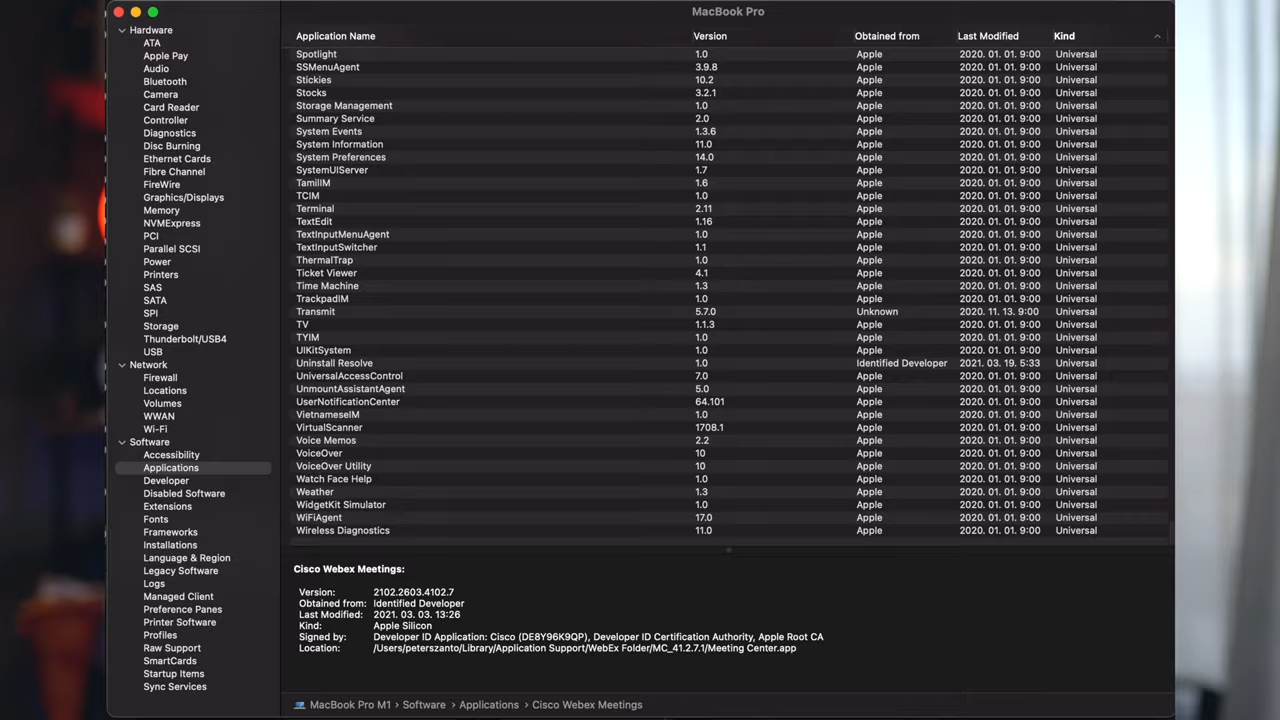 MacBook Pro
Hardware
ATA
Apple Pay
Audio
Bluetooth
Camera
Card Reader
Controller
Diagnostics
Disc Burning
Ethernet Cards
Fibre Channel
FireWire
Graphics/Displays
Memory
NVMExpress
PCI
Parallel SCSI
Power
Printers
SAS
SATA
SPI
Storage
Thunderbolt/USB4
USB
Network
Firewall
Locations
Volumes
WWAN
Wi-Fi
Software
Accessibility
Applications
Developer
Disabled Software
Extensions
Fonts
Frameworks
Installations
Language & Region
Legacy Software
Logs
Managed Client
Preference Panes
Printer Software
Profiles
Raw Support
SmartCards
Startup Items
Sync Services
Application Name Version Obtained from Last Modified Kind
Spotlight 1.0 Apple 2020. 01. 01. 9:00 Universal
SSMenuAgent 3.9.8 Apple 2020. 01. 01. 9:00 Universal
Stickies 10.2 Apple 2020. 01. 01. 9:00 Universal
Stocks 3.2.1 Apple 2020. 01. 01. 9:00 Universal
Storage Management 1.0 Apple 2020. 01. 01. 9:00 Universal
Summary Service 2.0 Apple 2020. 01. 01. 9:00 Universal
System Events 1.3.6 Apple 2020. 01. 01. 9:00 Universal
System Information 11.0 Apple 2020. 01. 01. 9:00 Universal
System Preferences 14.0 Apple 2020. 01. 01. 9:00 Universal
SystemUIServer 1.7 Apple 2020. 01. 01. 9:00 Universal
TamilIM 1.6 Apple 2020. 01. 01. 9:00 Universal
TCIM 1.0 Apple 2020. 01. 01. 9:00 Universal
Terminal 2.11 Apple 2020. 01. 01. 9:00 Universal
TextEdit 1.16 Apple 2020. 01. 01. 9:00 Universal
TextInputMenuAgent 1.0 Apple 2020. 01. 01. 9:00 Universal
TextInputSwitcher 1.1 Apple 2020. 01. 01. 9:00 Universal
ThermalTrap 1.0 Apple 2020. 01. 01. 9:00 Universal
Ticket Viewer 4.1 Apple 2020. 01. 01. 9:00 Universal
Time Machine 1.3 Apple 2020. 01. 01. 9:00 Universal
TrackpadIM 1.0 Apple 2020. 01. 01. 9:00 Universal
Transmit 5.7.0 Unknown 2020. 11. 13. 9:00 Universal
TV 1.1.3 Apple 2020. 01. 01. 9:00 Universal
TYIM 1.0 Apple 2020. 01. 01. 9:00 Universal
UIKitSystem 1.0 Apple 2020. 01. 01. 9:00 Universal
Uninstall Resolve 1.0 Identified Developer 2021. 03. 19. 5:33 Universal
UniversalAccessControl 7.0 Apple 2020. 01. 01. 9:00 Universal
UnmountAssistantAgent 5.0 Apple 2020. 01. 01. 9:00 Universal
UserNotificationCenter 64.101 Apple 2020. 01. 01. 9:00 Universal
VietnameseIM 1.0 Apple 2020. 01. 01. 9:00 Universal
VirtualScanner 1708.1 Apple 2020. 01. 01. 9:00 Universal
Voice Memos 2.2 Apple 2020. 01. 01. 9:00 Universal
VoiceOver 10 Apple 2020. 01. 01. 9:00 Universal
VoiceOver Utility 10 Apple 2020. 01. 01. 9:00 Universal
Watch Face Help 1.0 Apple 2020. 01. 01. 9:00 Universal
Weather 1.3 Apple 2020. 01. 01. 9:00 Universal
WidgetKit Simulator 1.0 Apple 2020. 01. 01. 9:00 Universal
WiFiAgent 17.0 Apple 2020. 01. 01. 9:00 Universal
Wireless Diagnostics 11.0 Apple 2020. 01. 01. 9:00 Universal
Cisco Webex Meetings:
Version: 2102.2603.4102.7
Obtained from: Identified Developer
Last Modified: 2021. 03. 03. 13:26
Kind: Apple Silicon
Signed by: Developer ID Application: Cisco (DE8Y96K9QP), Developer ID Certification Authority, Apple Root CA
Location: /Users/peterszanto/Library/Application Support/WebEx Folder/MC_41.2.7.1/Meeting Center.app
MacBook Pro M1 › Software › Applications › Cisco Webex Meetings